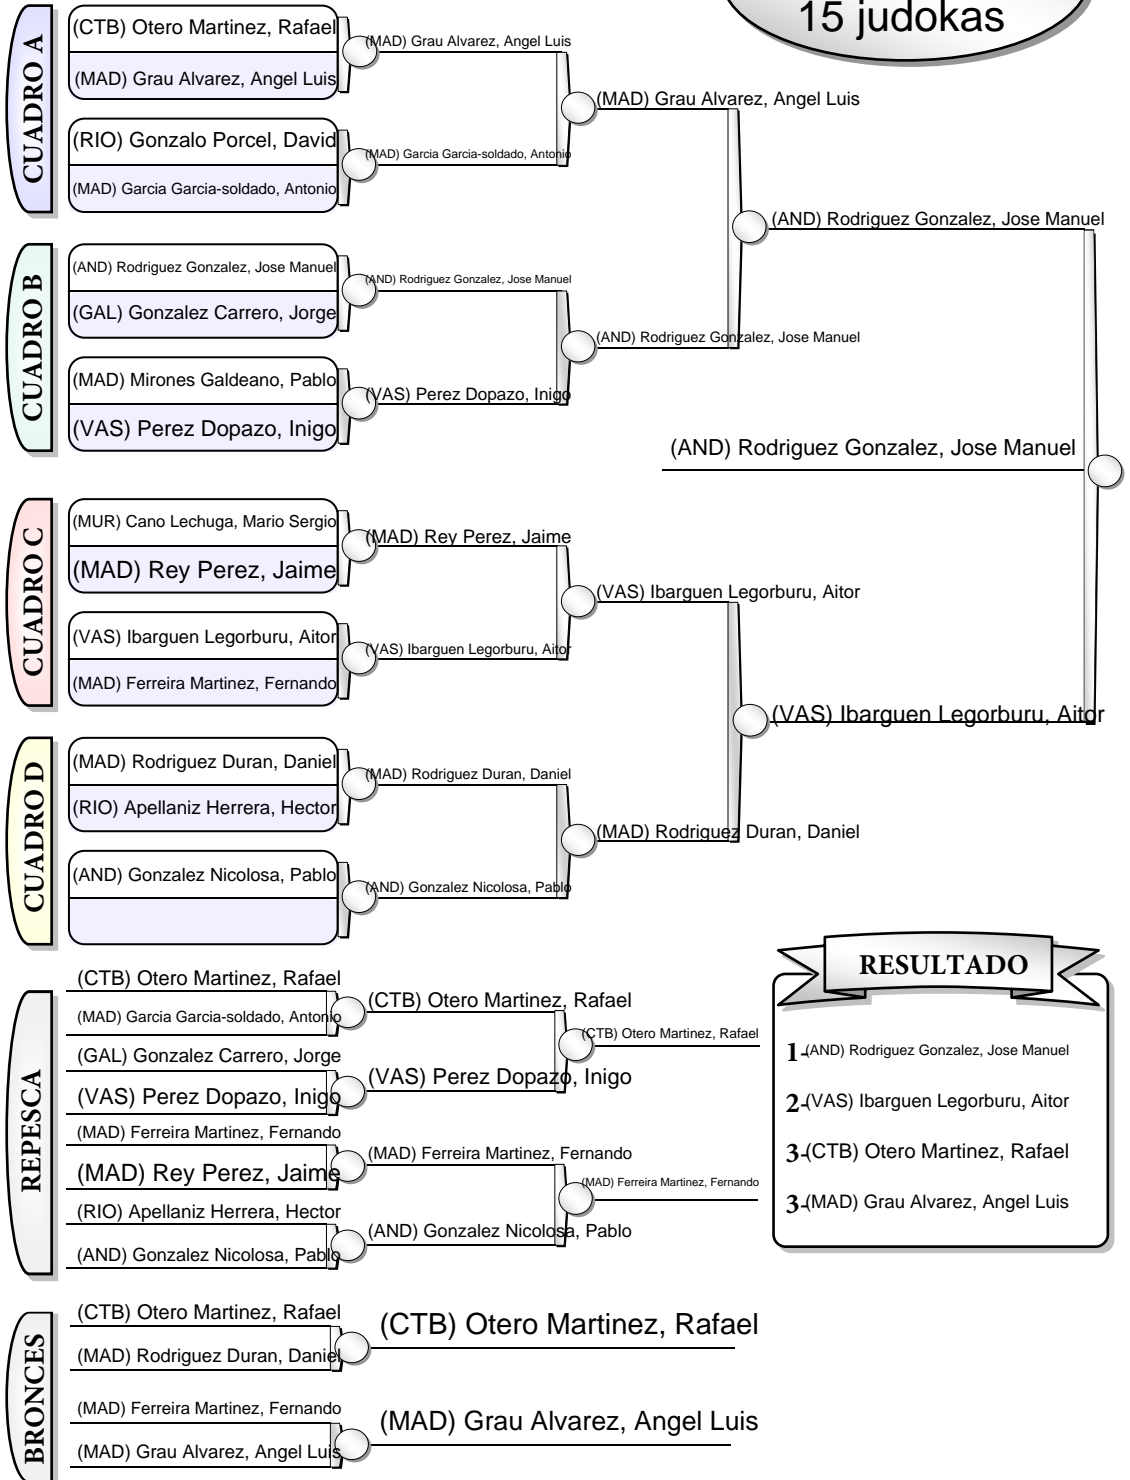 15 judokas
CUADRO A
(CTB) Otero Martinez, Rafael
(MAD) Grau Alvarez, Angel Luis
(RIO) Gonzalo Porcel, David
(MAD) Garcia Garcia-soldado, Antonio
(MAD) Grau Alvarez, Angel Luis
(MAD) Garcia Garcia-soldado, Antonio
(MAD) Grau Alvarez, Angel Luis
(AND) Rodriguez Gonzalez, Jose Manuel
CUADRO B
(AND) Rodriguez Gonzalez, Jose Manuel
(GAL) Gonzalez Carrero, Jorge
(MAD) Mirones Galdeano, Pablo
(VAS) Perez Dopazo, Inigo
(AND) Rodriguez Gonzalez, Jose Manuel
(VAS) Perez Dopazo, Inigo
(AND) Rodriguez Gonzalez, Jose Manuel
(AND) Rodriguez Gonzalez, Jose Manuel
CUADRO C
(MUR) Cano Lechuga, Mario Sergio
(MAD) Rey Perez, Jaime
(VAS) Ibarguen Legorburu, Aitor
(MAD) Ferreira Martinez, Fernando
(MAD) Rey Perez, Jaime
(VAS) Ibarguen Legorburu, Aitor
(VAS) Ibarguen Legorburu, Aitor
(VAS) Ibarguen Legorburu, Aitor
CUADRO D
(MAD) Rodriguez Duran, Daniel
(RIO) Apellaniz Herrera, Hector
(AND) Gonzalez Nicolosa, Pablo
(MAD) Rodriguez Duran, Daniel
(AND) Gonzalez Nicolosa, Pablo
(MAD) Rodriguez Duran, Daniel
REPESCA
(CTB) Otero Martinez, Rafael
(MAD) Garcia Garcia-soldado, Antonio
(GAL) Gonzalez Carrero, Jorge
(VAS) Perez Dopazo, Inigo
(MAD) Ferreira Martinez, Fernando
(MAD) Rey Perez, Jaime
(RIO) Apellaniz Herrera, Hector
(AND) Gonzalez Nicolosa, Pablo
(CTB) Otero Martinez, Rafael
(VAS) Perez Dopazo, Inigo
(MAD) Ferreira Martinez, Fernando
(AND) Gonzalez Nicolosa, Pablo
(CTB) Otero Martinez, Rafael
(MAD) Ferreira Martinez, Fernando
RESULTADO
1-(AND) Rodriguez Gonzalez, Jose Manuel
2-(VAS) Ibarguen Legorburu, Aitor
3-(CTB) Otero Martinez, Rafael
3-(MAD) Grau Alvarez, Angel Luis
BRONCES
(CTB) Otero Martinez, Rafael
(MAD) Rodriguez Duran, Daniel
(MAD) Ferreira Martinez, Fernando
(MAD) Grau Alvarez, Angel Luis
(CTB) Otero Martinez, Rafael
(MAD) Grau Alvarez, Angel Luis